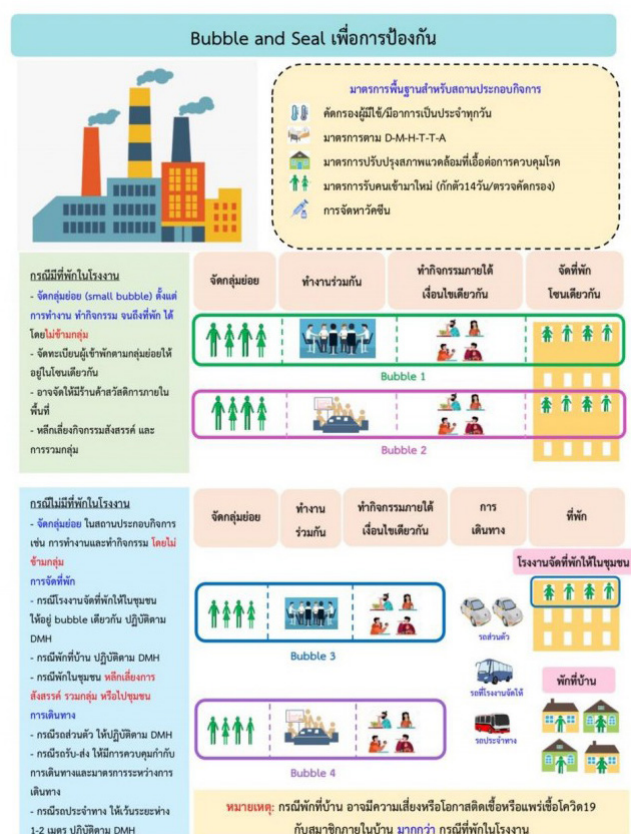 Bubble and Seal เพื่อการป้องกัน
มาตรการพื้นฐานสำหรับสถานประกอบกิจการ
คัดกรองผู้มีไข้/มีอาการเป็นประจำทุกวัน
มาตรการตาม D-M-H-T-T-A
มาตรการปรับปรุงสภาพแวดล้อมที่เอื้อต่อการควบคุมโรค
มาตรการรับคนเข้ามาใหม่ (กักตัว14วัน/ตรวจคัดกรอง)
การจัดหาวัคซีน
กรณีมีที่พักในโรงงาน
- จัดกลุ่มย่อย (small bubble) ตั้งแต่
การทำงาน ทำกิจกรรม จนถึงที่พัก ได้
โดยไม่ข้ามกลุ่ม
- จัดทะเบียนผู้เข้าพักตามกลุ่มย่อยให้
อยู่ในโซนเดียวกัน
- อาจจัดให้มีร้านค้าสวัสดิการภายใน
พื้นที่
- หลีกเลี่ยงกิจกรรมสังสรรค์ และ
การรวมกลุ่ม
จัดกลุ่มย่อย
ทำงานร่วมกัน
ทำกิจกรรมภายใต้
เงื่อนไขเดียวกัน
จัดที่พัก
โซนเดียวกัน
Bubble 1
Bubble 2
กรณีไม่มีที่พักในโรงงาน
- จัดกลุ่มย่อย ในสถานประกอบกิจการ
เช่น การทำงานและทำกิจกรรม โดยไม่
ข้ามกลุ่ม
การจัดที่พัก
- กรณีโรงงานจัดที่พักให้ในชุมชน
ให้อยู่ bubble เดียวกัน ปฏิบัติตาม
DMH
- กรณีพักที่บ้าน ปฏิบัติตาม DMH
- กรณีพักในชุมชน หลีกเลี่ยงการ
สังสรรค์ รวมกลุ่ม หรือไปชุมชน
การเดินทาง
- กรณีรถส่วนตัว ให้ปฏิบัติตาม DMH
- กรณีรถรับ-ส่ง ให้มีการควบคุมกำกับ
การเดินทางและมาตรการระหว่างการ
เดินทาง
- กรณีรถประจำทาง ให้เว้นระยะห่าง
1-2 เมตร ปฏิบัติตาม DMH
จัดกลุ่มย่อย
ทำงาน
ร่วมกัน
ทำกิจกรรมภายใต้
เงื่อนไขเดียวกัน
การ
เดินทาง
ที่พัก
โรงงานจัดที่พักให้ในชุมชน
Bubble 3
รถส่วนตัว
รถที่โรงงานจัดให้
พักที่บ้าน
รถประจำทาง
Bubble 4
หมายเหตุ: กรณีพักที่บ้าน อาจมีความเสี่ยงหรือโอกาสติดเชื้อหรือแพร่เชื้อโควิด19
กับสมาชิกภายในบ้าน มากกว่า กรณีที่พักในโรงงาน